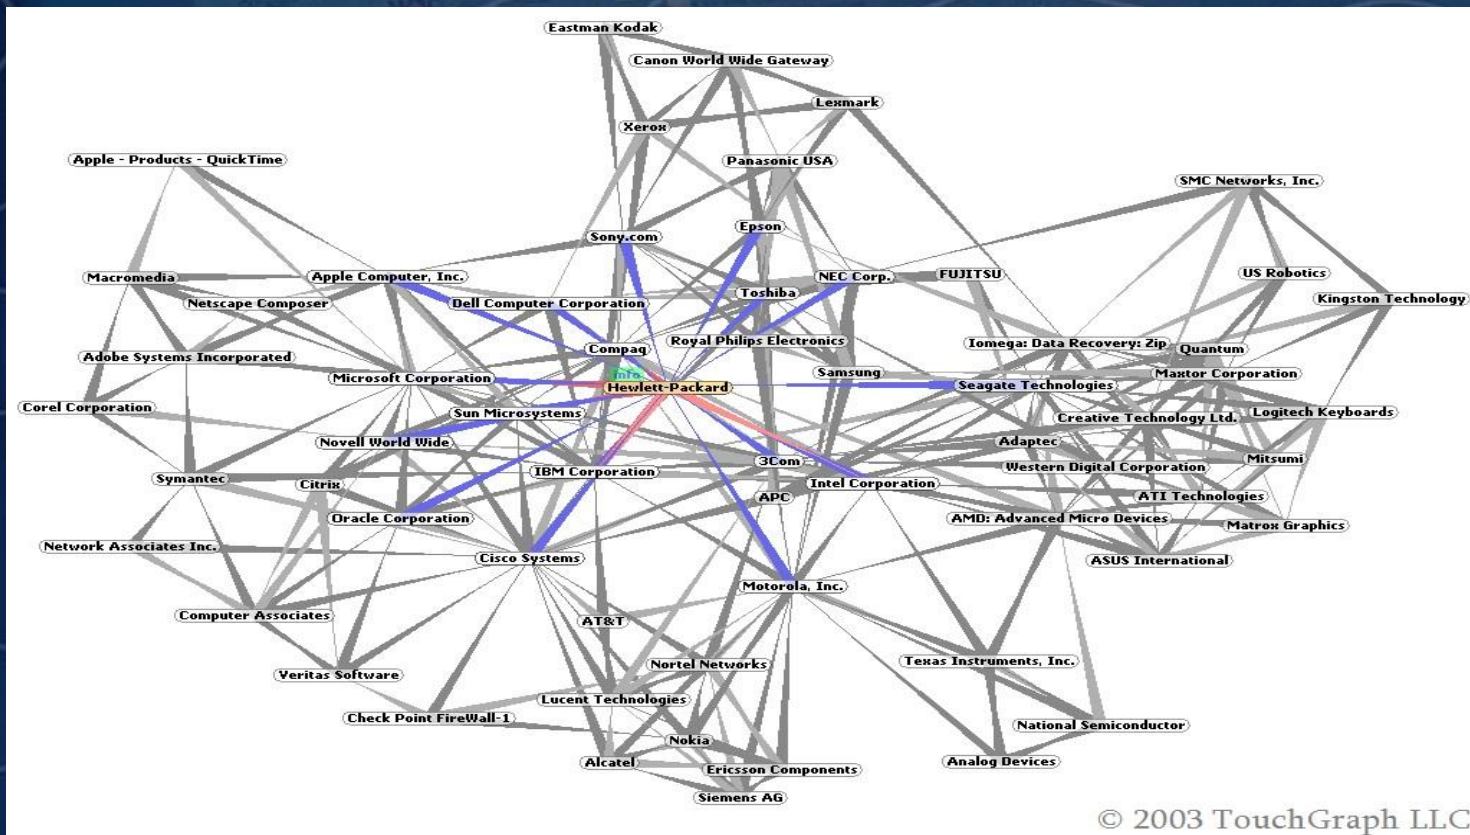 Eastman Kodak
Canon World Wide Gateway
Lexmark
Xerox
Apple - Products - QuickTime
Panasonic USA
SMC Networks, Inc.
Epson
Sony.com
Macromedia
Apple Computer, Inc.
NEC Corp.
FUJITSU
US Robotics
Netscape Composer
Dell Computer Corporation
Toshiba
Kingston Technology
Adobe Systems Incorporated
Compaq
Royal Philips Electronics
Iomega: Data Recovery: Zip
Quantum
Info
Microsoft Corporation
Hewlett-Packard
Samsung
Seagate Technologies
Maxtor Corporation
Corel Corporation
Sun Microsystems
Creative Technology Ltd.
Logitech Keyboards
Novell World Wide
Adaptec
3Com
Mitsumi
Symantec
Citrix
IBM Corporation
Intel Corporation
Western Digital Corporation
APC
ATI Technologies
Oracle Corporation
AMD: Advanced Micro Devices
Matrox Graphics
Network Associates Inc.
Cisco Systems
ASUS International
Motorola, Inc.
Computer Associates
AT&T
Veritas Software
Nortel Networks
Texas Instruments, Inc.
Lucent Technologies
Check Point FireWall-1
National Semiconductor
Nokia
Alcatel
Ericsson Components
Analog Devices
Siemens AG
© 2003 TouchGraph LLC